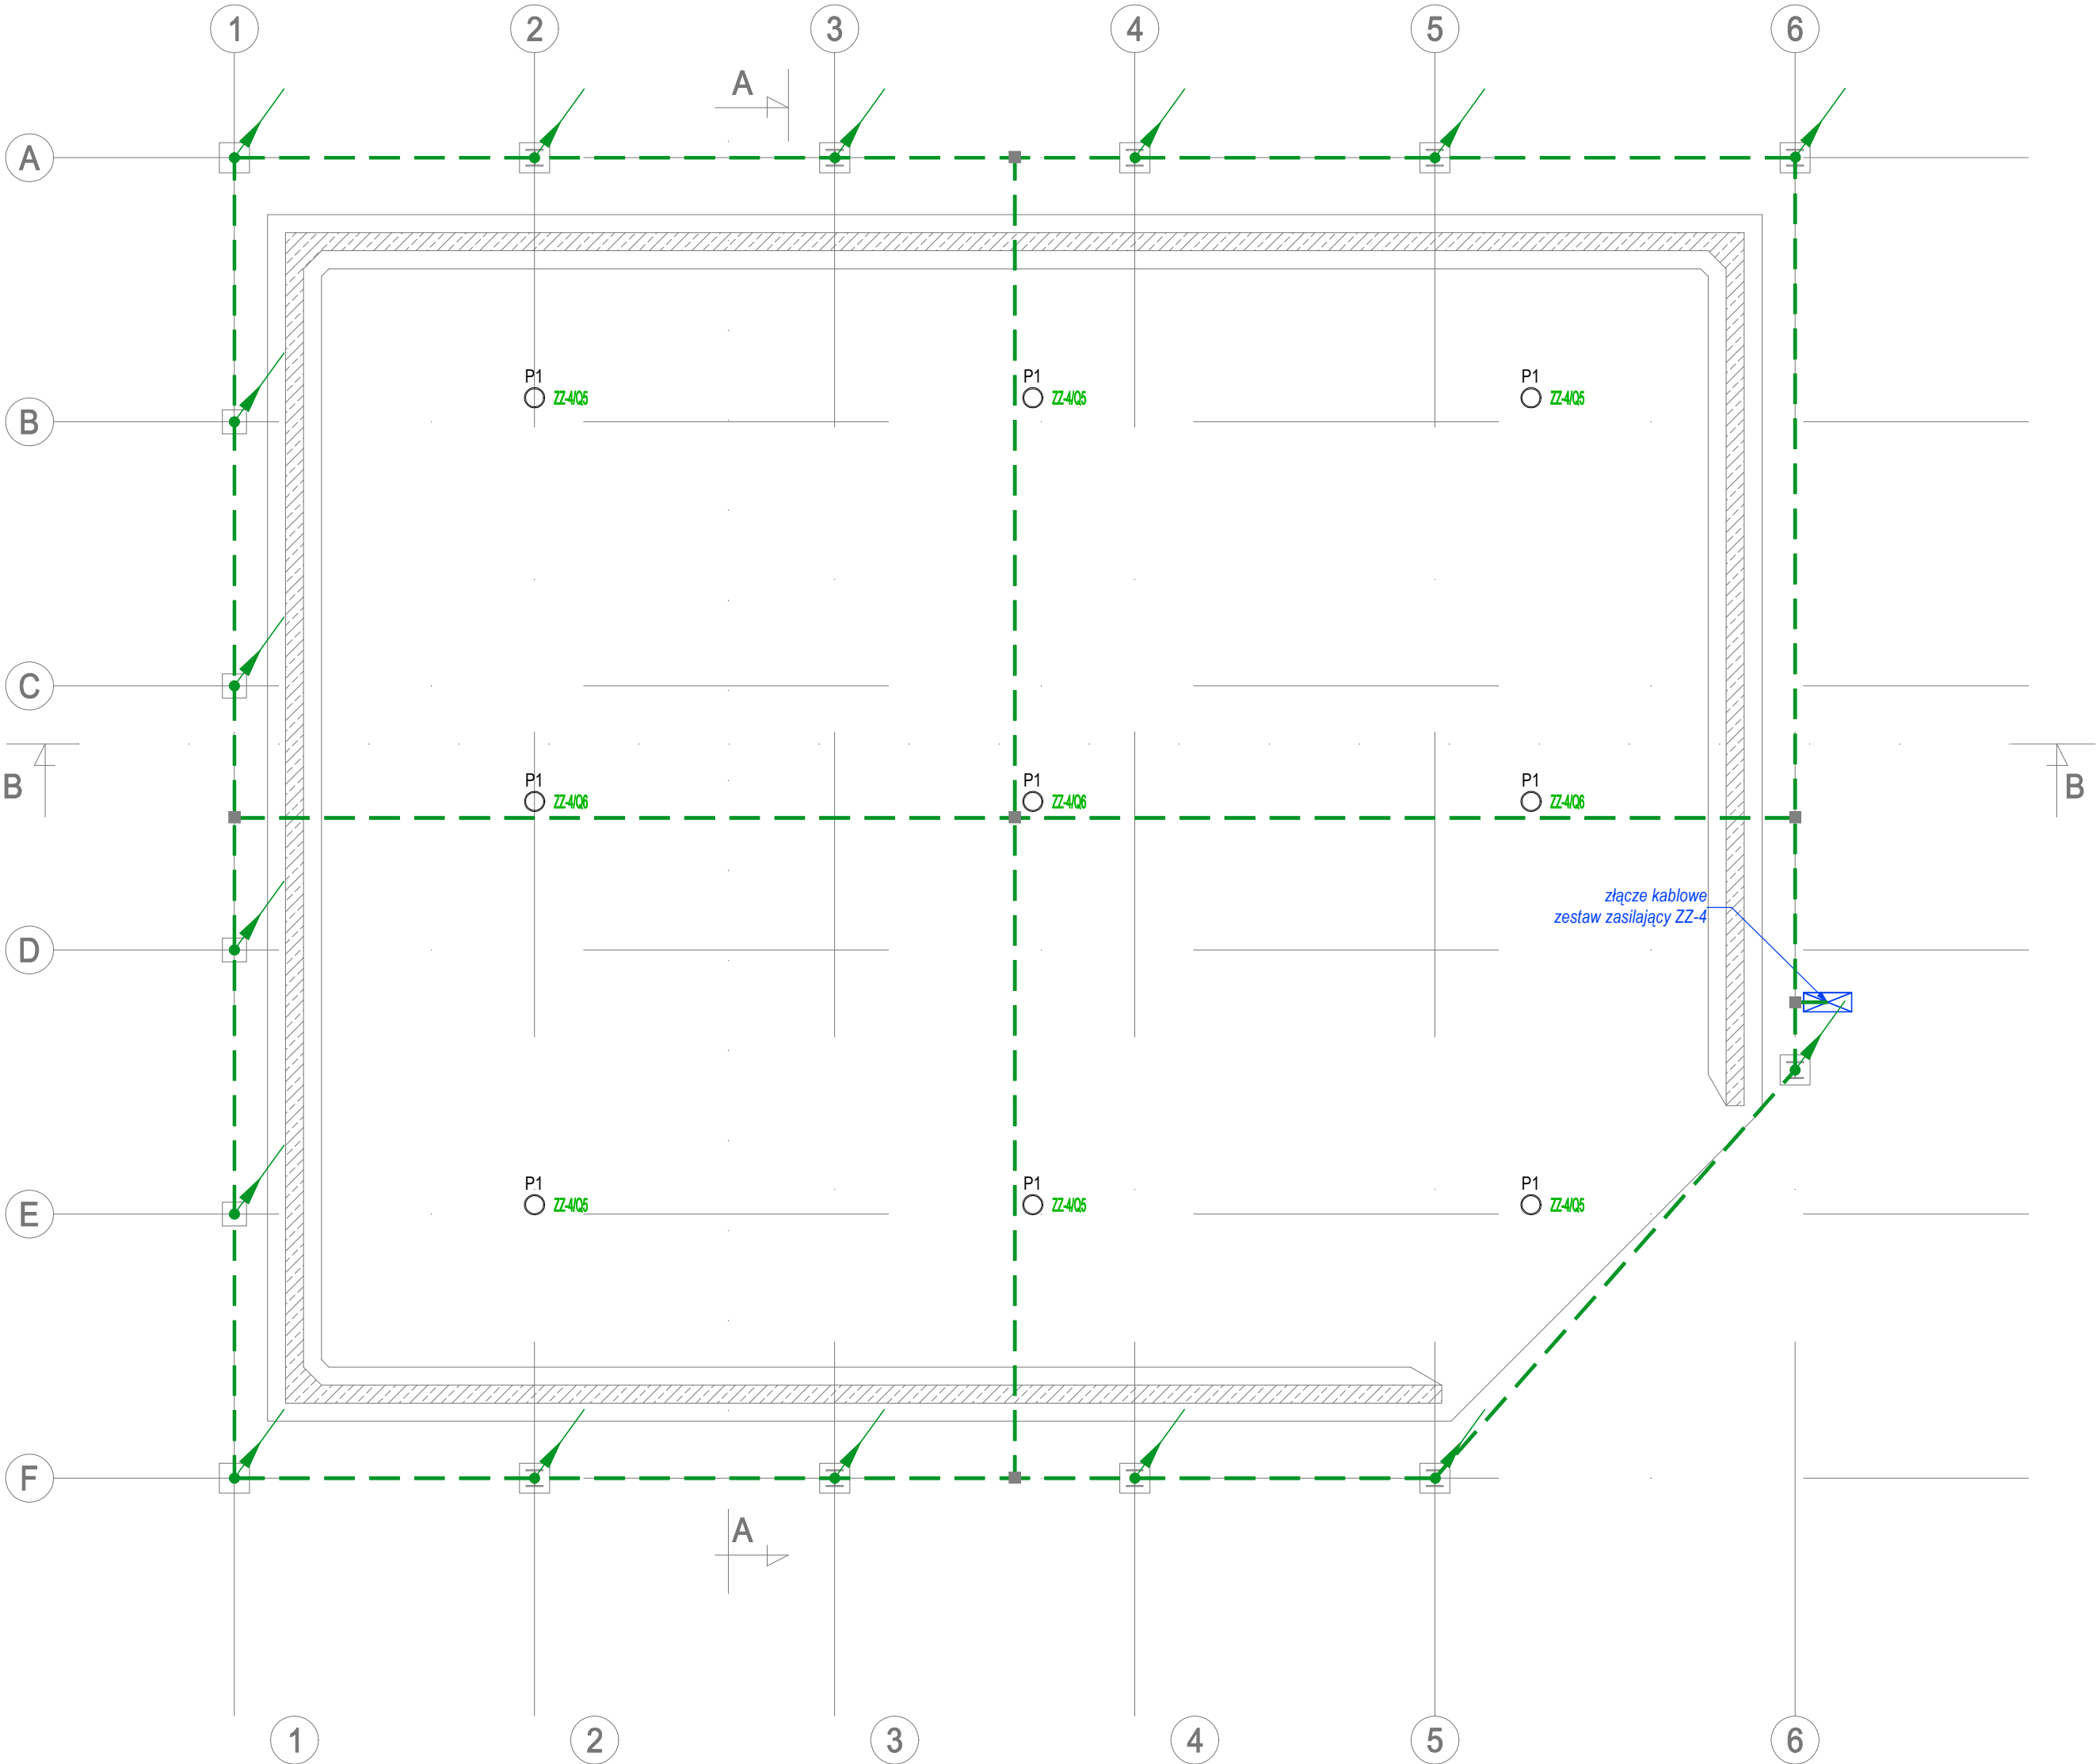 1 2 3 4 5 6
A
A
B
P1 P1 P1
ZZ-4/Q5 ZZ-4/Q5 ZZ-4/Q5
C
B B
P1 P1 P1
ZZ-4/Q6 ZZ-4/Q6 ZZ-4/Q6
złącze kablowe
zestaw zasilający ZZ-4
D
P1 P1 P1
ZZ-4/Q5 ZZ-4/Q5 ZZ-4/Q5
E
F
A
1 2 3 4 5 6